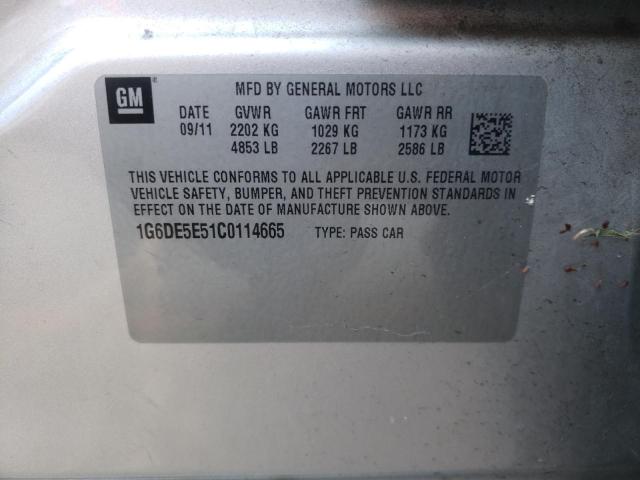 GM
®
MFD BY GENERAL MOTORS LLC
DATE GVWR GAWR FRT GAWR RR
09/11 2202 KG 1029 KG 1173 KG
4853 LB 2267 LB 2586 LB
THIS VEHICLE CONFORMS TO ALL APPLICABLE U.S. FEDERAL MOTOR
VEHICLE SAFETY, BUMPER, AND THEFT PREVENTION STANDARDS IN
EFFECT ON THE DATE OF MANUFACTURE SHOWN ABOVE.
1G6DE5E51C0114665 TYPE: PASS CAR